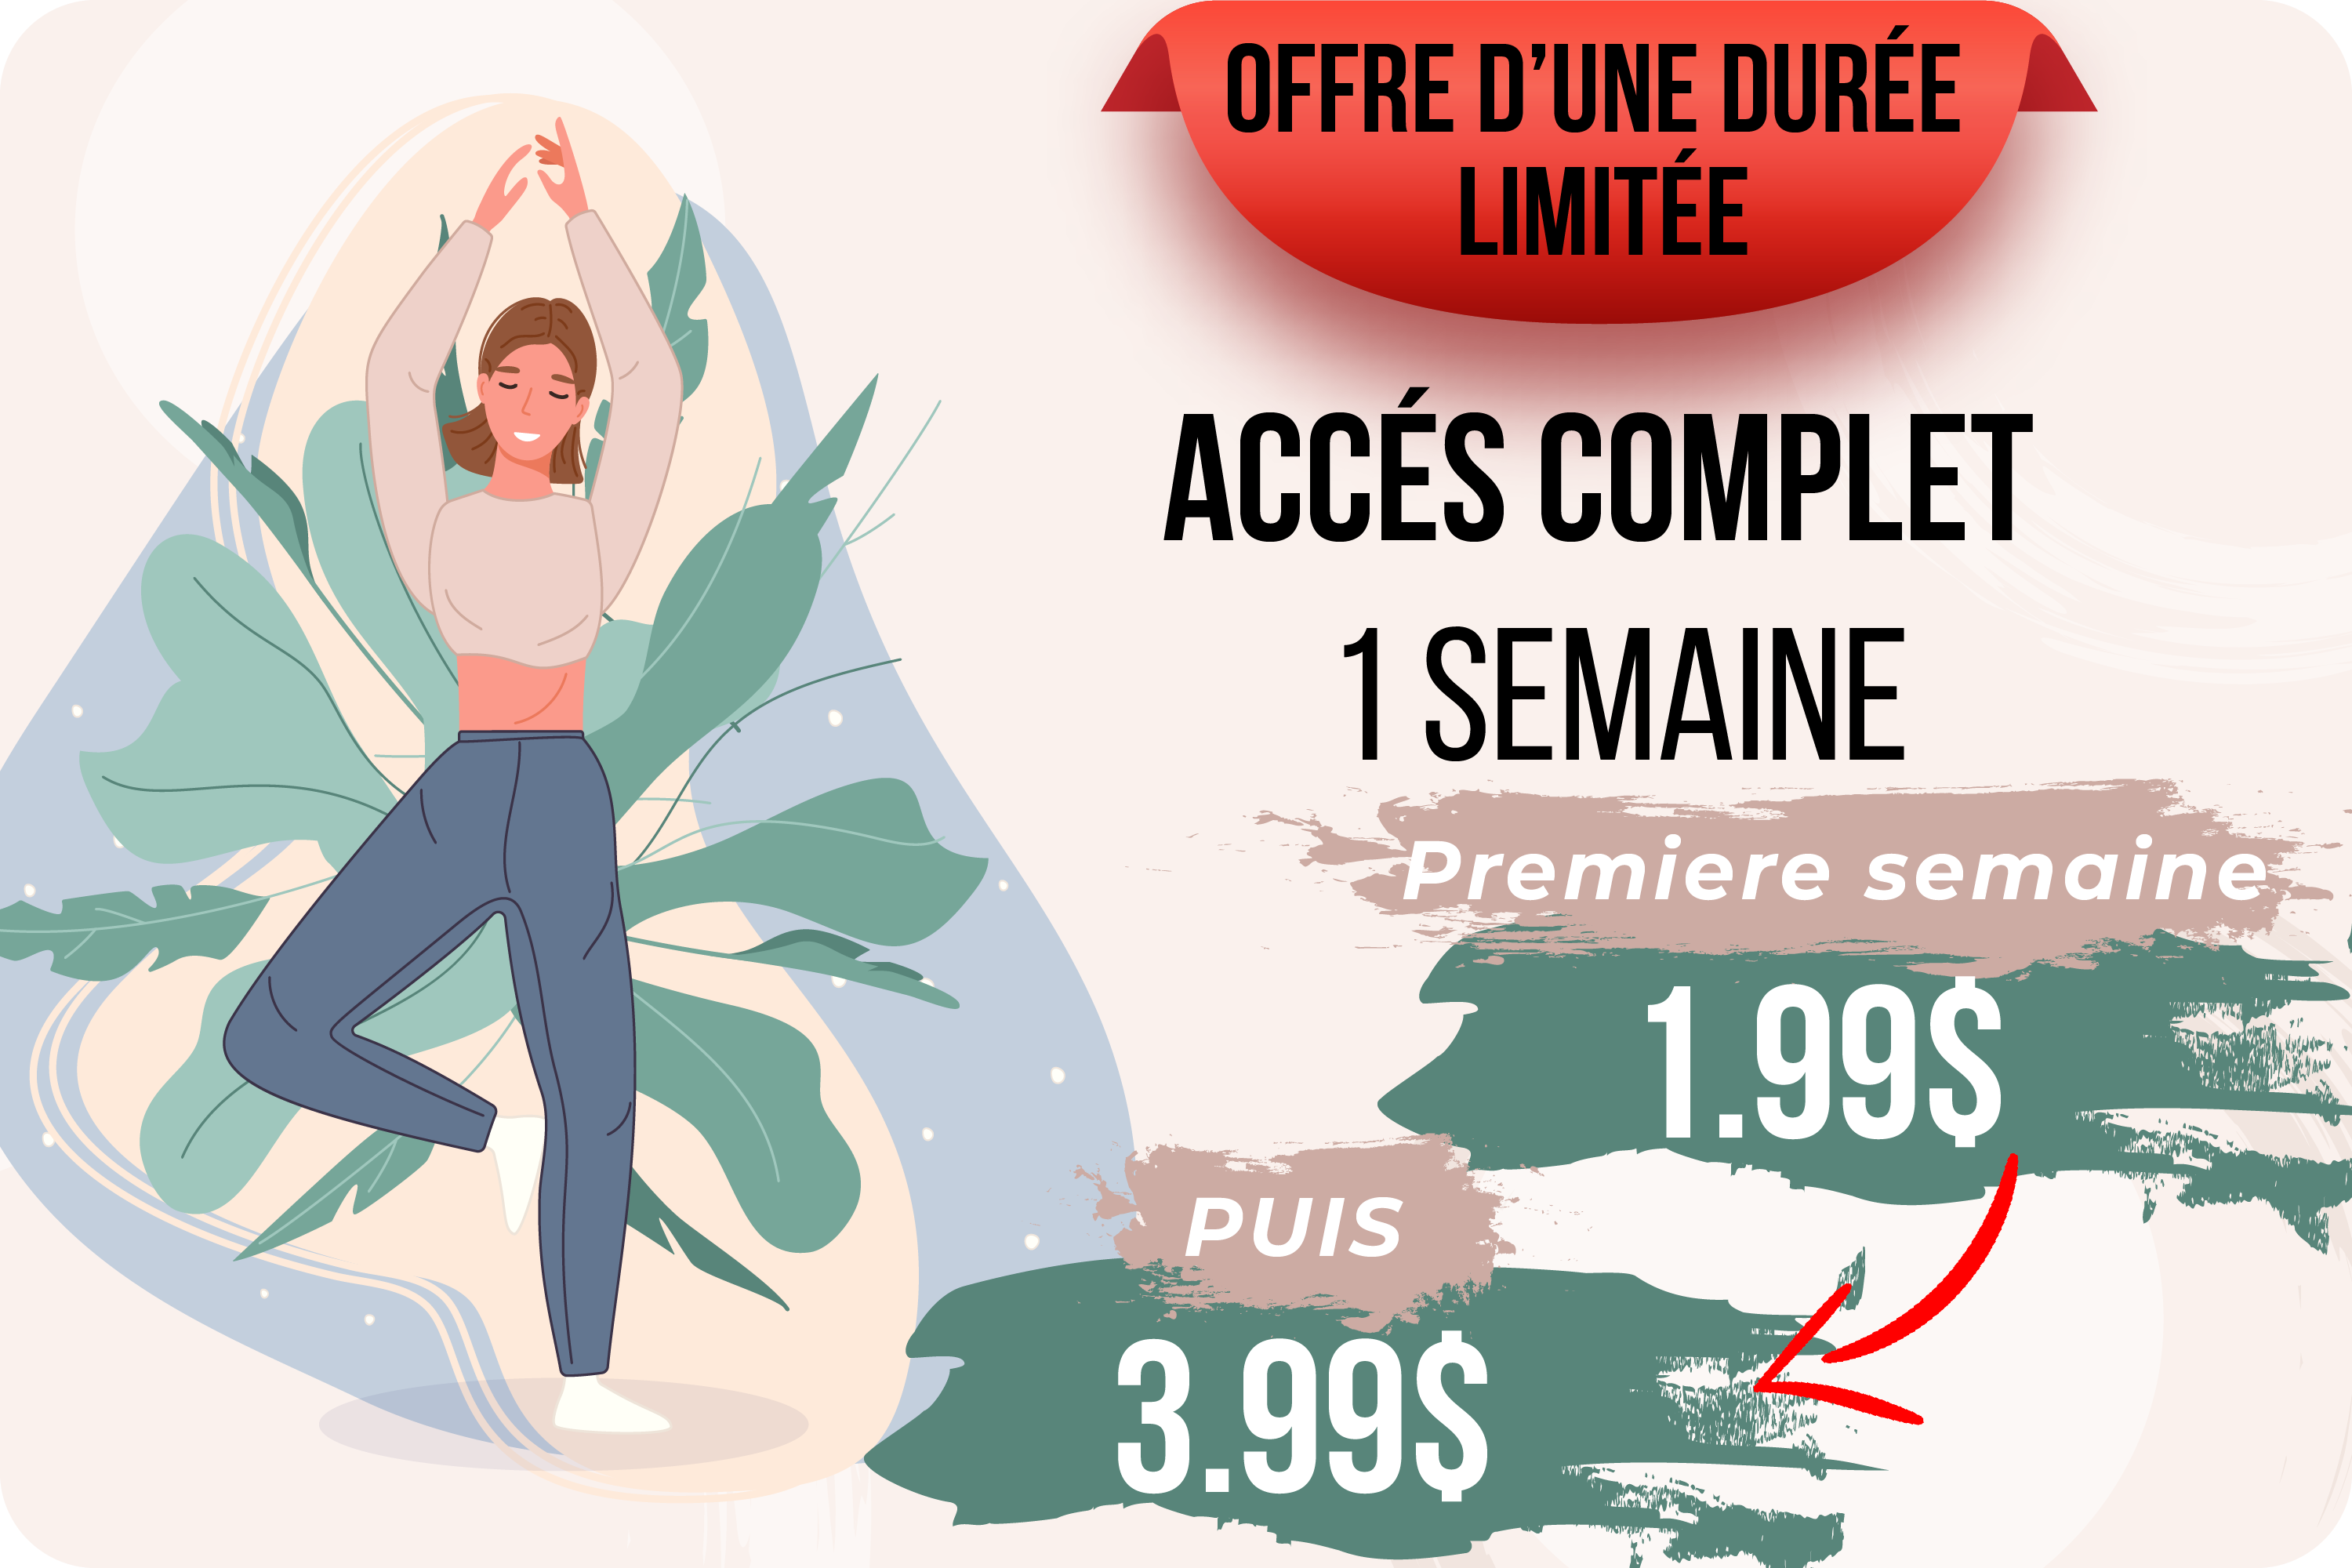 OFFRE D’UNE DURÉE
LIMITÉE
ACCÉS COMPLET
1 SEMAINE
Premiere semaine
1.99$
PUIS
3.99$